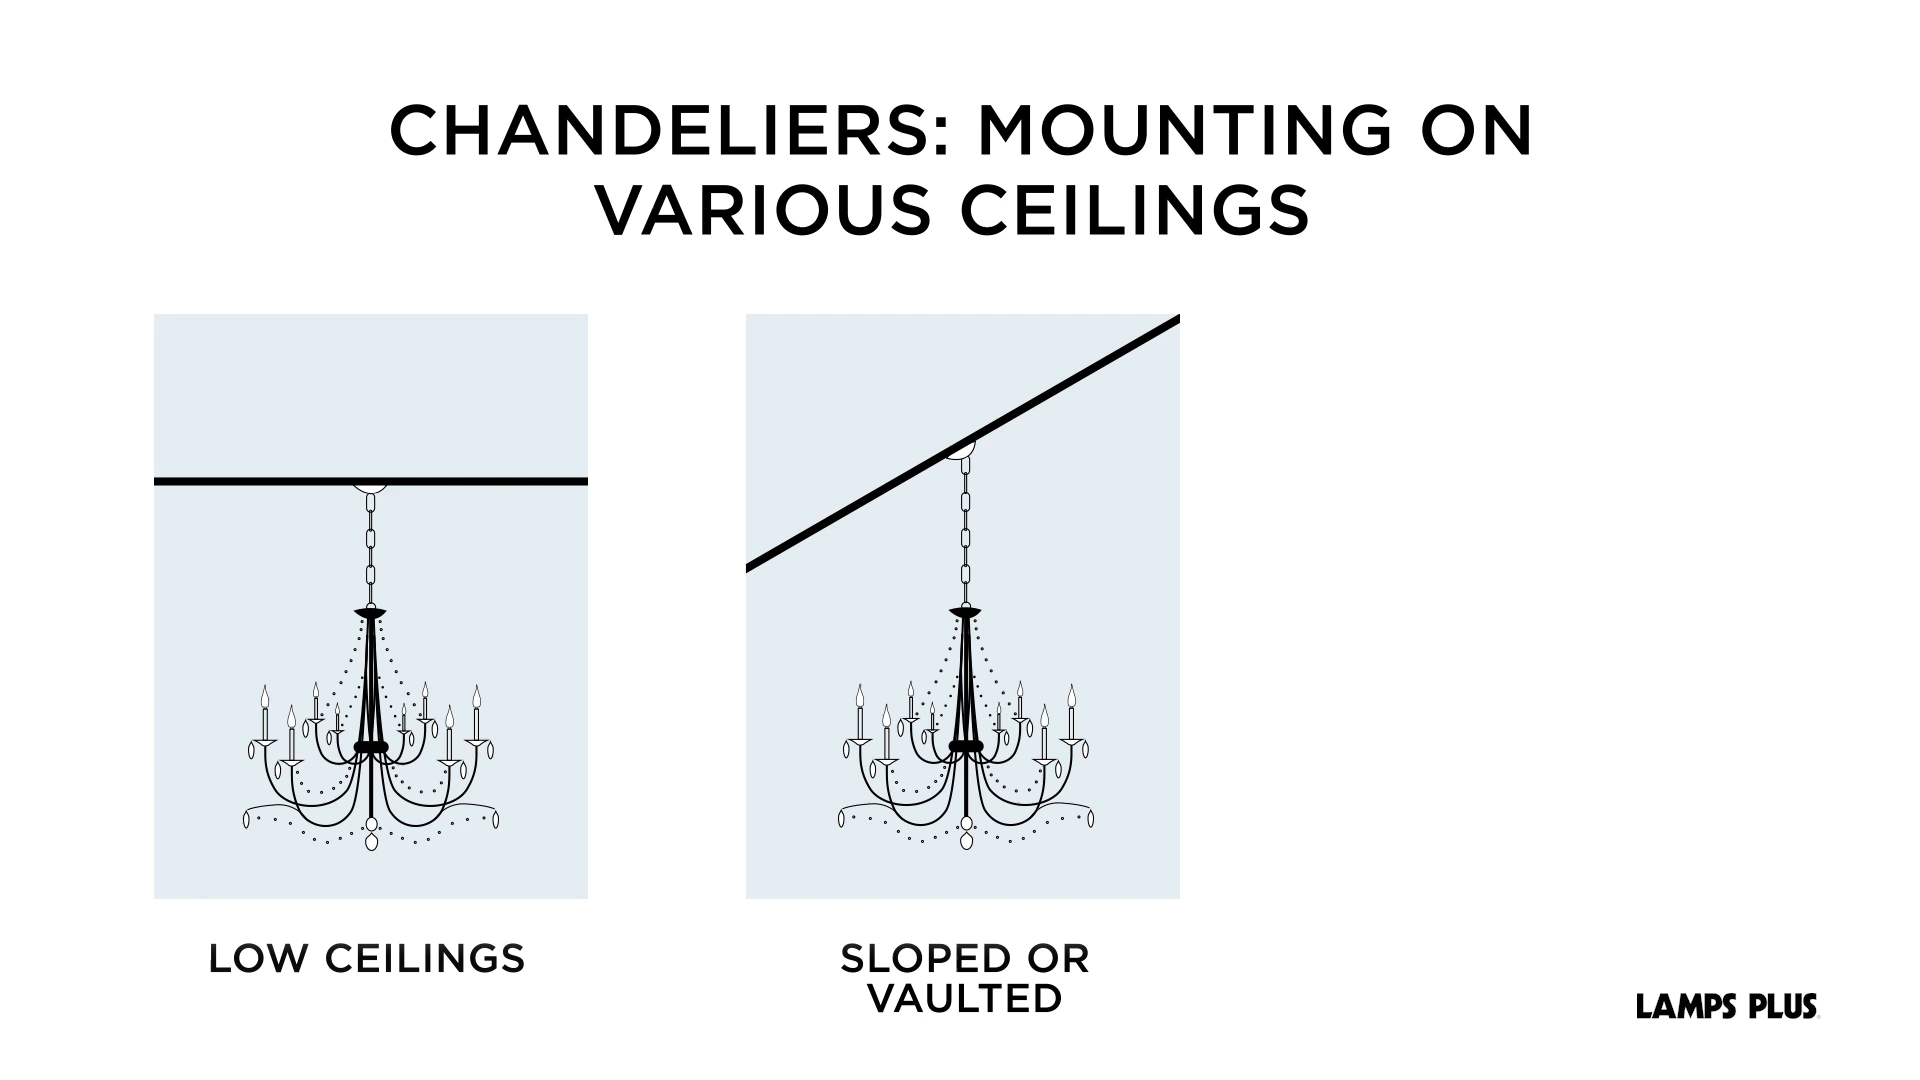 CHANDELIERS: MOUNTING ON
VARIOUS CEILINGS
LOW CEILINGS
SLOPED OR
VAULTED
LAMPS PLUS